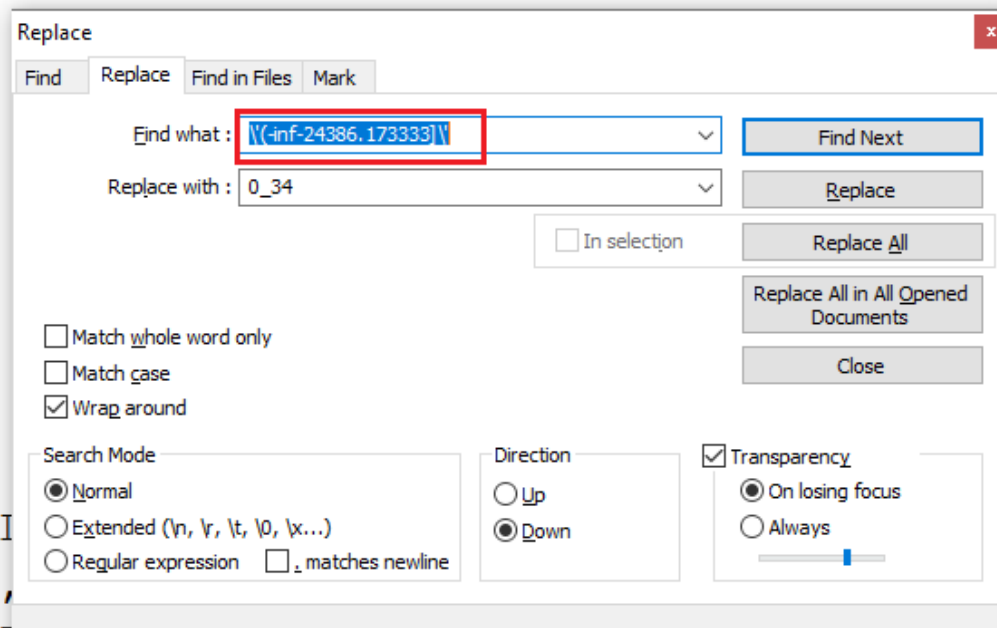 Replace
x
Find Replace Find in Files Mark
Find what : \'(-inf-24386.173333]\'
Find Next
Replace with : 0_34
Replace
In selection
Replace All
Replace All in All Opened
Documents
Match whole word only
Match case
Close
Wrap around
Search Mode
Normal
Extended (\n, \r, \t, \0, \x...)
Regular expression . matches newline
Direction
Up
Down
Transparency
On losing focus
Always